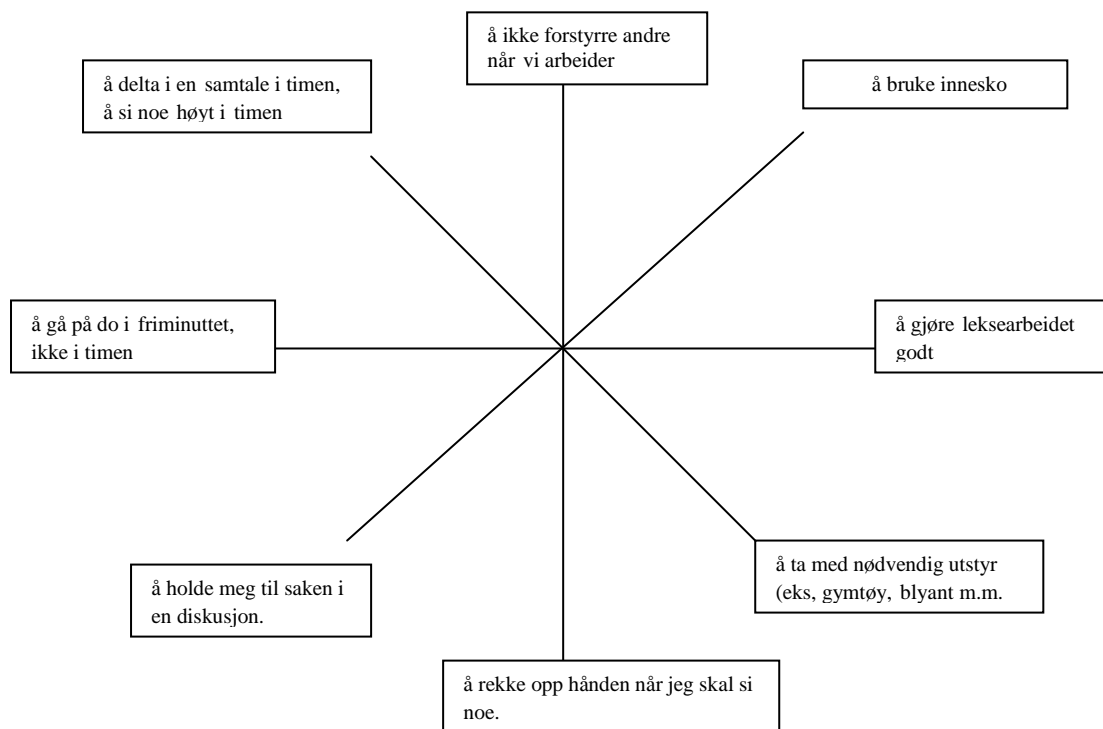 å ikke forstyrre andre
når vi arbeider
å delta i en samtale i timen,
å si noe høyt i timen
å bruke innesko
å gå på do i friminuttet,
ikke i timen
å gjøre leksearbeidet
godt
å holde meg til saken i
en diskusjon.
å ta med nødvendig utstyr
(eks, gymtøy, blyant m.m.
å rekke opp hånden når jeg skal si
noe.